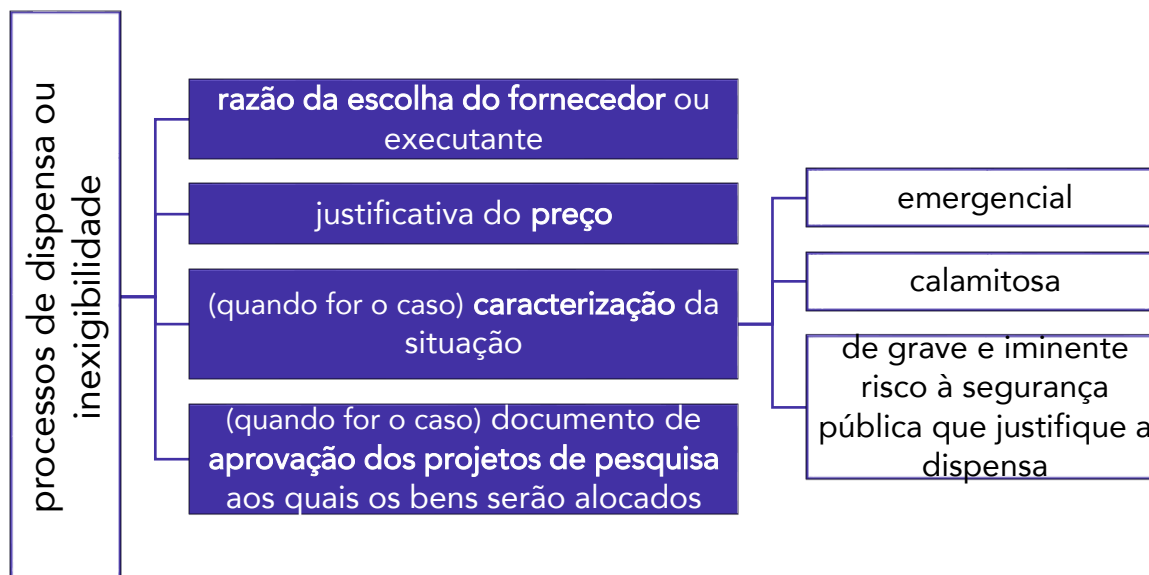 processos de dispensa ou
inexigibilidade
razão da escolha do fornecedor ou
executante
justificativa do preço
(quando for o caso) caracterização da
situação
(quando for o caso) documento de
aprovação dos projetos de pesquisa
aos quais os bens serão alocados
emergencial
calamitosa
de grave e iminente
risco à segurança
pública que justifique a
dispensa